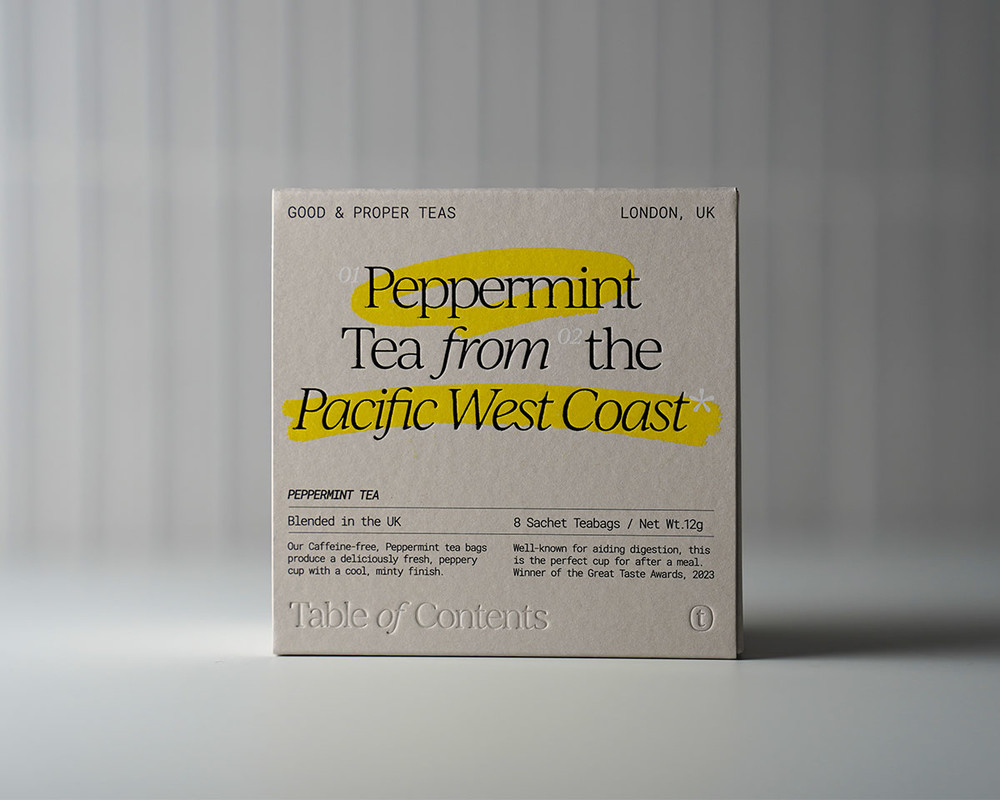 GOOD & PROPER TEAS
LONDON, UK
01 Peppermint
Tea from 02 the
Pacific West Coast*
PEPPERMINT TEA
Blended in the UK
8 Sachet Teabags / Net Wt.12g
Our Caffeine-free, Peppermint tea bags
produce a deliciously fresh, peppery
cup with a cool, minty finish.
Well-known for aiding digestion, this
is the perfect cup for after a meal.
Winner of the Great Taste Awards, 2023
Table of Contents
t